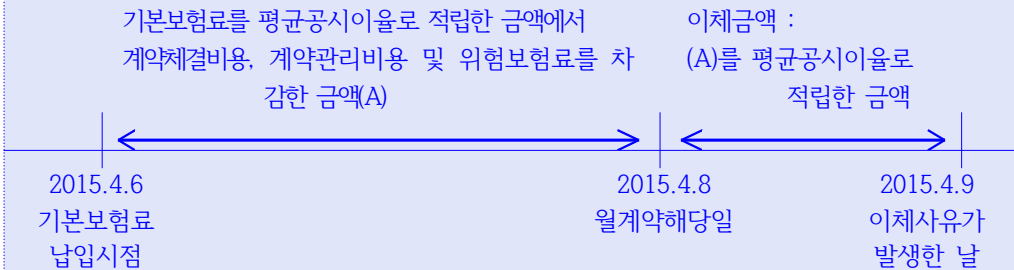 기본보험료를 평균공시이율로 적립한 금액에서
계약체결비용, 계약관리비용 및 위험보험료를 차
감한 금액(A)
이체금액 :
(A)를 평균공시이율로
적립한 금액
2015.4.6
기본보험료
납입시점
2015.4.8
월계약해당일
2015.4.9
이체사유가
발생한 날